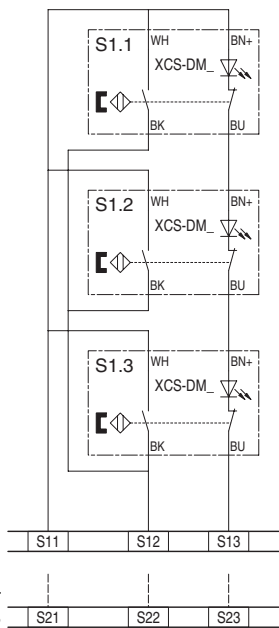 S1.1 WH BN+
XCS-DM_
BK BU
S1.2 WH BN+
XCS-DM_
BK BU
S1.3 WH BN+
XCS-DM_
BK BU
S11 S12 S13
S21 S22 S23